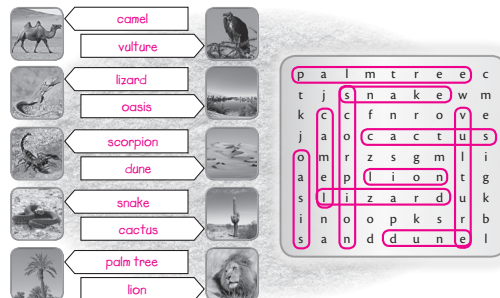 camel
vulture
lizard
oasis
scorpion
dune
snake
cactus
palm tree
lion
p a l m t r e e c
t j s n a k e w m
k c c f n r o v e
j a o c a c t u s
o m r z s g m l i
a e p l i o n t g
s l i z a r d u k
i n o o p k s r b
s a n d d u n e l